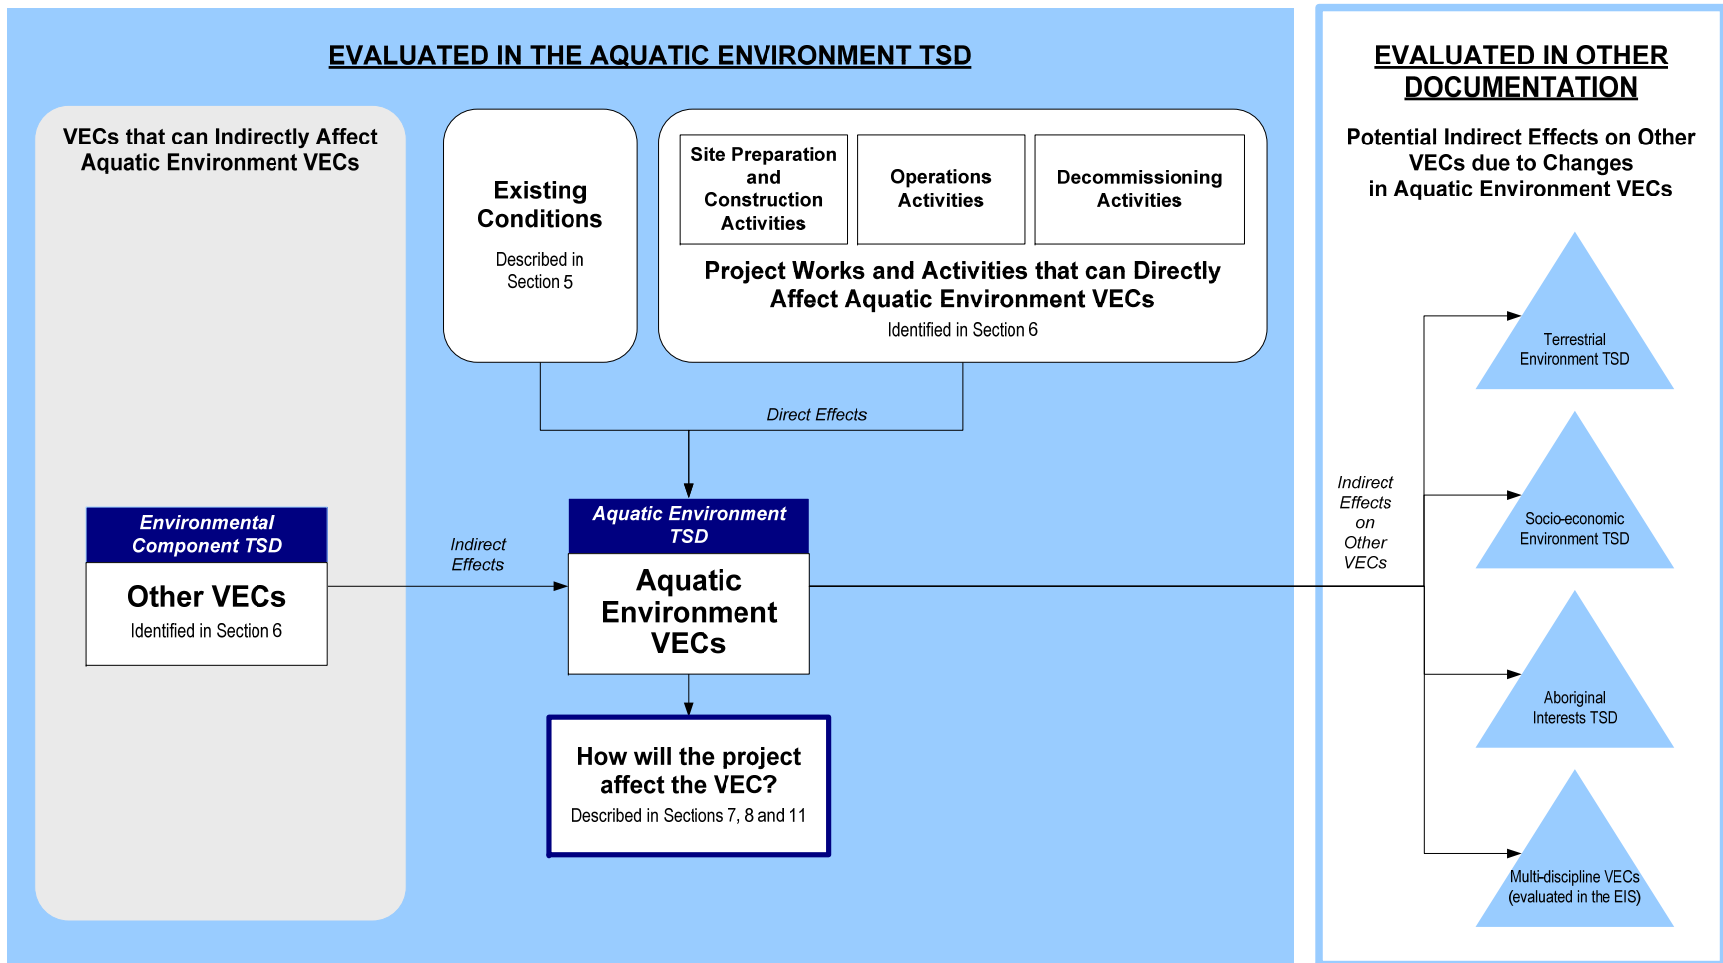 EVALUATED IN THE AQUATIC ENVIRONMENT TSD
VECs that can Indirectly Affect
Aquatic Environment VECs
Existing
Conditions
Described in
Section 5
Site Preparation
and
Construction
Activities
Operations
Activities
Decommissioning
Activities
Project Works and Activities that can Directly
Affect Aquatic Environment VECs
Identified in Section 6
Direct Effects
Environmental
Component TSD
Other VECs
Identified in Section 6
Indirect
Effects
Aquatic Environment
TSD
Aquatic
Environment
VECs
How will the project
affect the VEC?
Described in Sections 7, 8 and 11
EVALUATED IN OTHER
DOCUMENTATION
Potential Indirect Effects on Other
VECs due to Changes
in Aquatic Environment VECs
Indirect
Effects
on
Other
VECs
Terrestrial
Environment TSD
Socio-economic
Environment TSD
Aboriginal
Interests TSD
Multi-discipline VECs
(evaluated in the EIS)